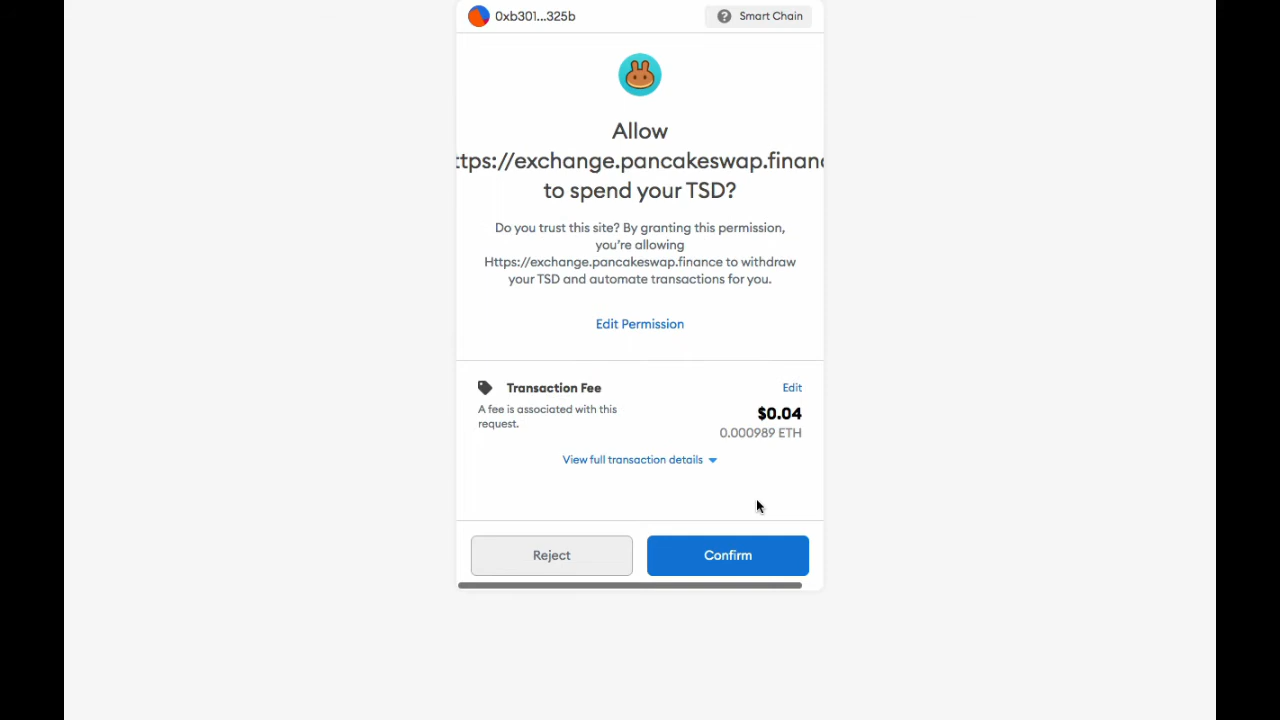 0xb301...325b
Smart Chain
Allow
ttps://exchange.pancakeswap.financ
to spend your TSD?
Do you trust this site? By granting this permission,
you're allowing
Https://exchange.pancakeswap.finance to withdraw
your TSD and automate transactions for you.
Edit Permission
Transaction Fee
Edit
A fee is associated with this
request.
$0.04
0.000989 ETH
View full transaction details
Reject
Confirm